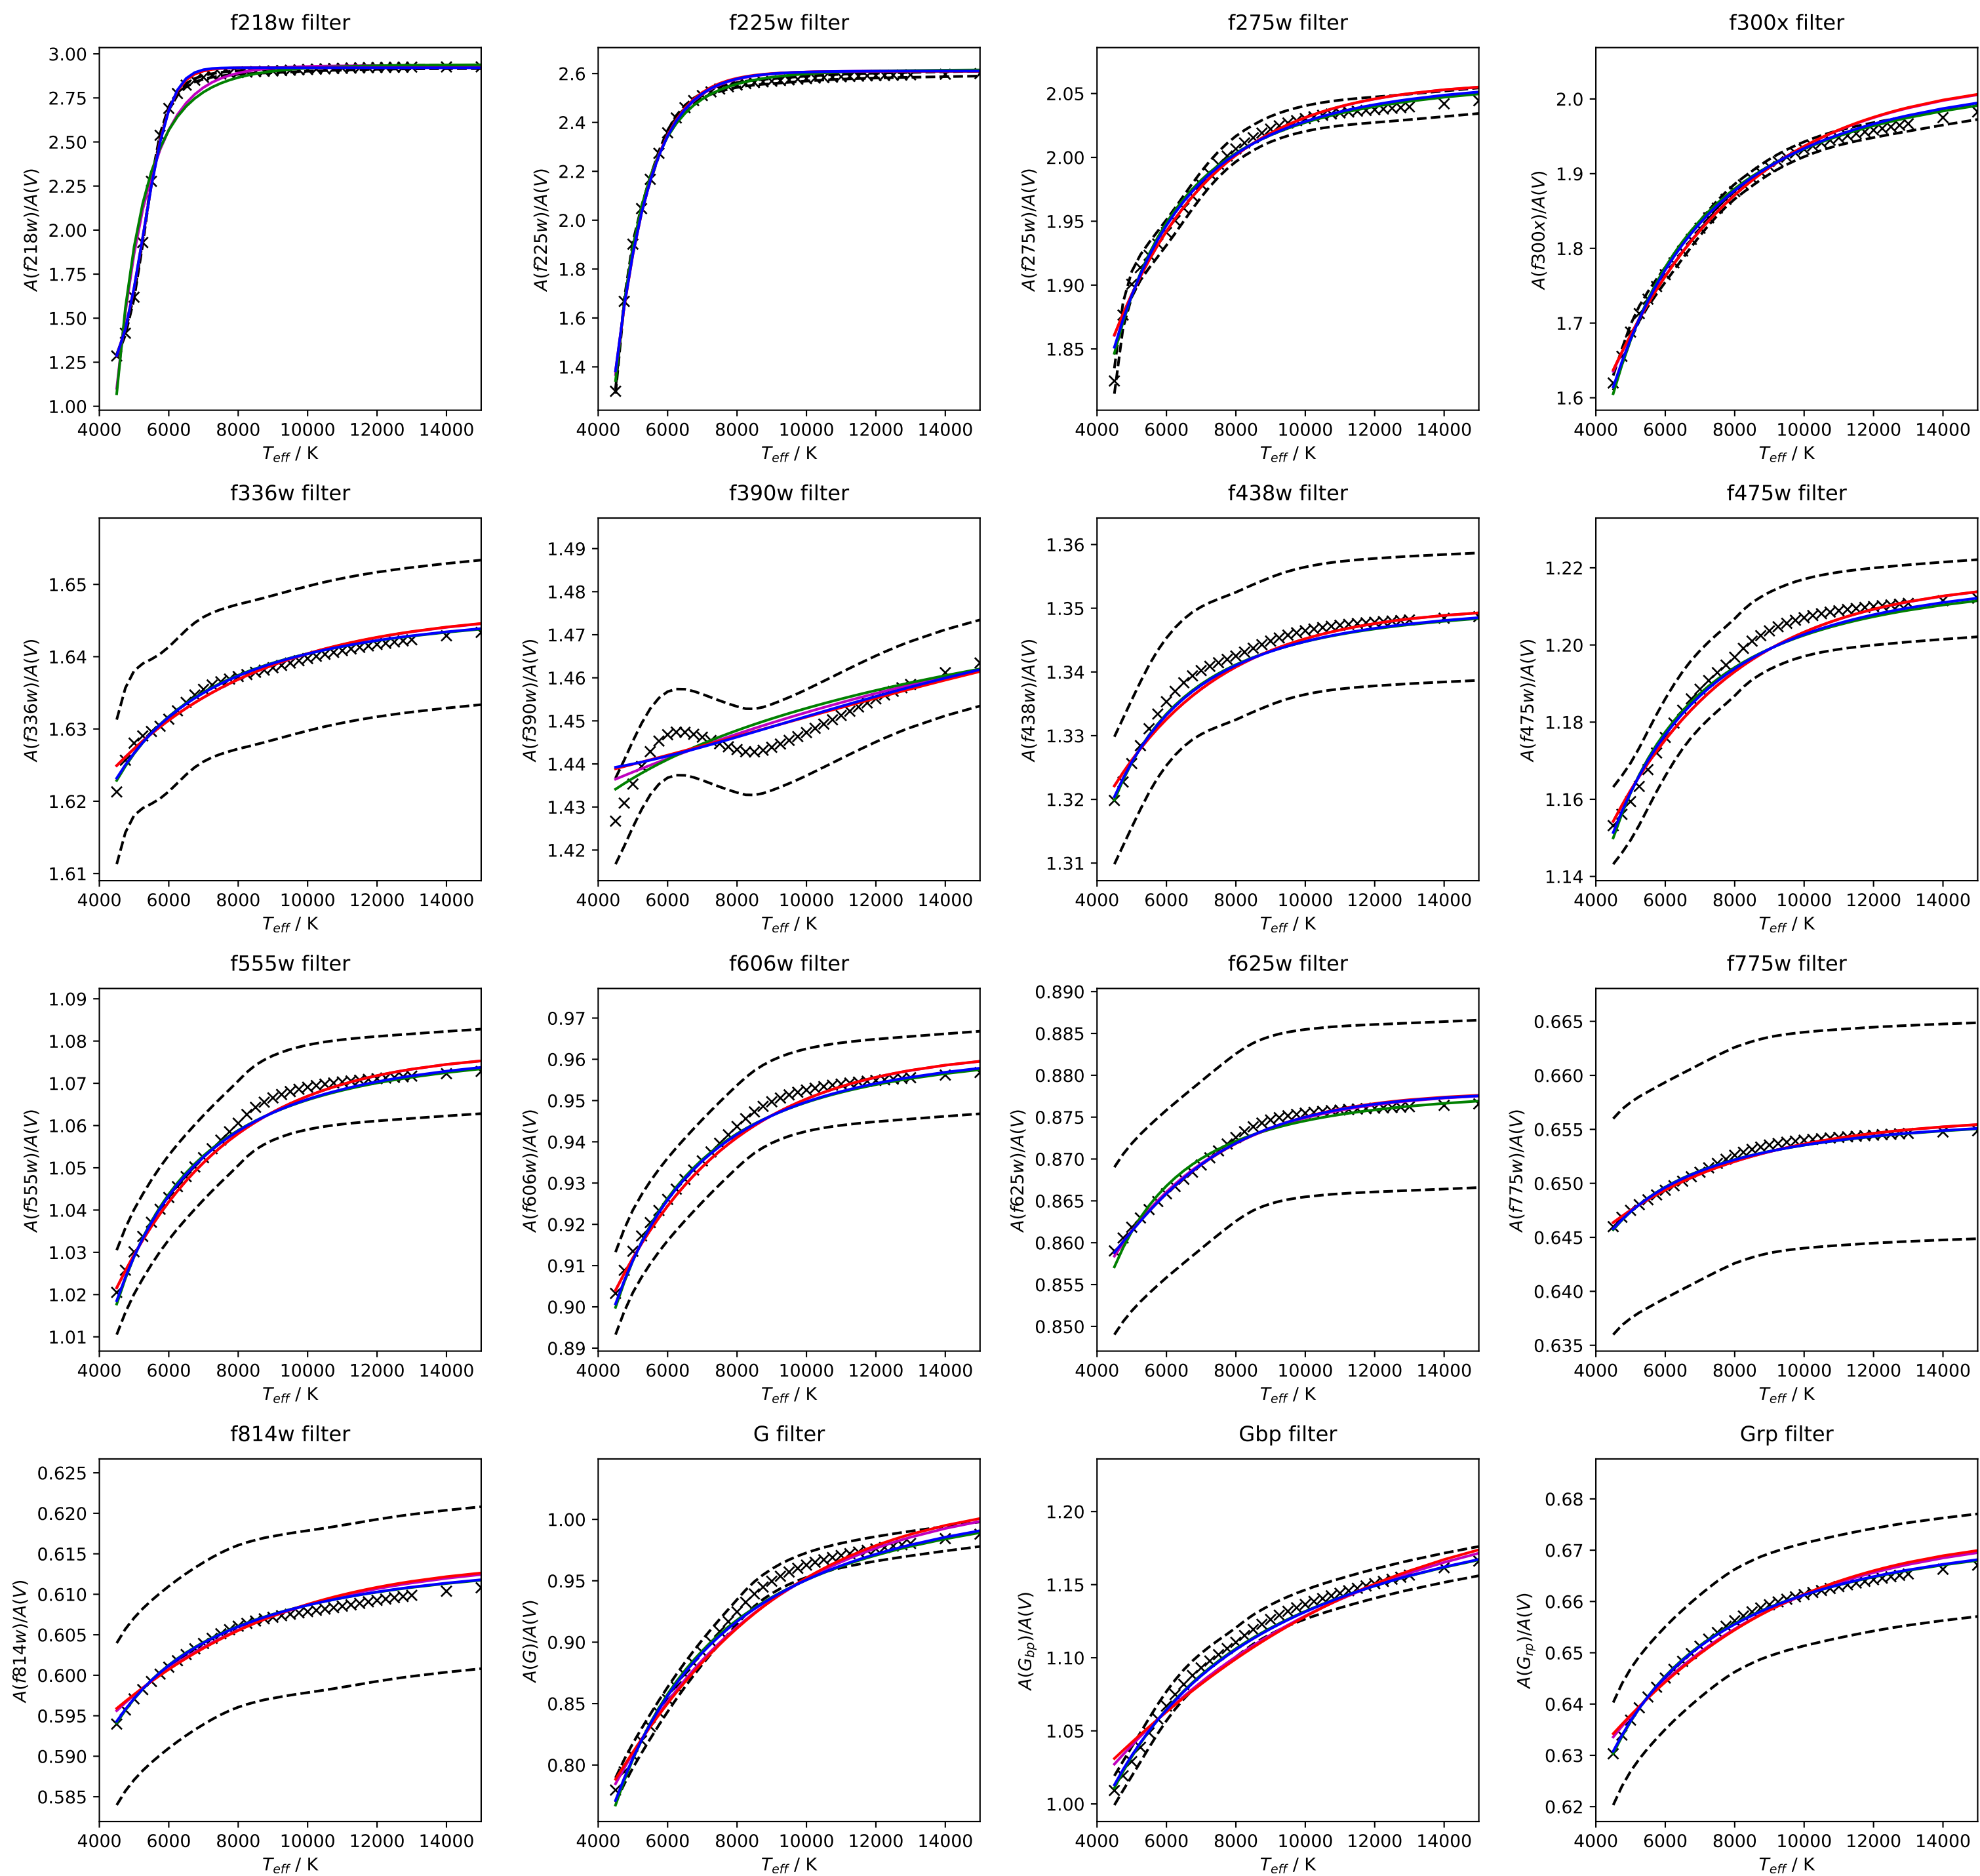 f218w filter
f225w filter
f275w filter
f300x filter
A(f218w)/A(V)
3.00
2.75
2.50
2.25
2.00
1.75
1.50
1.25
1.00
4000 6000 8000 10000 12000 14000
T_eff / K
A(f225w)/A(V)
2.6
2.4
2.2
2.0
1.8
1.6
1.4
4000 6000 8000 10000 12000 14000
T_eff / K
A(f275w)/A(V)
2.05
2.00
1.95
1.90
1.85
4000 6000 8000 10000 12000 14000
T_eff / K
A(f300x)/A(V)
2.0
1.9
1.8
1.7
1.6
4000 6000 8000 10000 12000 14000
T_eff / K
f336w filter
f390w filter
f438w filter
f475w filter
A(f336w)/A(V)
1.65
1.64
1.63
1.62
1.61
4000 6000 8000 10000 12000 14000
T_eff / K
A(f390w)/A(V)
1.49
1.48
1.47
1.46
1.45
1.44
1.43
1.42
4000 6000 8000 10000 12000 14000
T_eff / K
A(f438w)/A(V)
1.36
1.35
1.34
1.33
1.32
1.31
4000 6000 8000 10000 12000 14000
T_eff / K
A(f475w)/A(V)
1.22
1.20
1.18
1.16
1.14
4000 6000 8000 10000 12000 14000
T_eff / K
f555w filter
f606w filter
f625w filter
f775w filter
A(f555w)/A(V)
1.09
1.08
1.07
1.06
1.05
1.04
1.03
1.02
1.01
4000 6000 8000 10000 12000 14000
T_eff / K
A(f606w)/A(V)
0.97
0.96
0.95
0.94
0.93
0.92
0.91
0.90
0.89
4000 6000 8000 10000 12000 14000
T_eff / K
A(f625w)/A(V)
0.890
0.885
0.880
0.875
0.870
0.865
0.860
0.855
0.850
4000 6000 8000 10000 12000 14000
T_eff / K
A(f775w)/A(V)
0.665
0.660
0.655
0.650
0.645
0.640
0.635
4000 6000 8000 10000 12000 14000
T_eff / K
f814w filter
G filter
Gbp filter
Grp filter
A(f814w)/A(V)
0.625
0.620
0.615
0.610
0.605
0.600
0.595
0.590
0.585
4000 6000 8000 10000 12000 14000
T_eff / K
A(G)/A(V)
1.00
0.95
0.90
0.85
0.80
4000 6000 8000 10000 12000 14000
T_eff / K
A(G_bp)/A(V)
1.20
1.15
1.10
1.05
1.00
4000 6000 8000 10000 12000 14000
T_eff / K
A(G_rp)/A(V)
0.68
0.67
0.66
0.65
0.64
0.63
0.62
4000 6000 8000 10000 12000 14000
T_eff / K